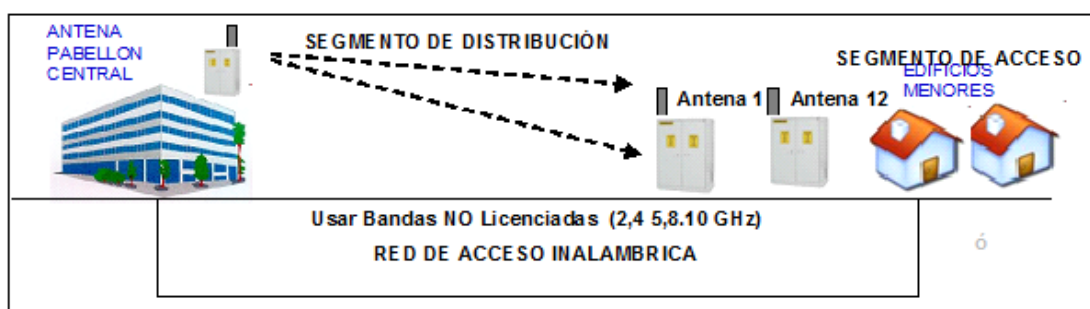 ANTENA
PABELLON
CENTRAL
SEGMENTO DE DISTRIBUCIÓN
SEGMENTO DE ACCESO
EDIFICIOS
MENORES
Antena 1
Antena 12
Usar Bandas NO Licenciadas (2,4 5,8.10 GHz)
RED DE ACCESO INALAMBRICA
ó